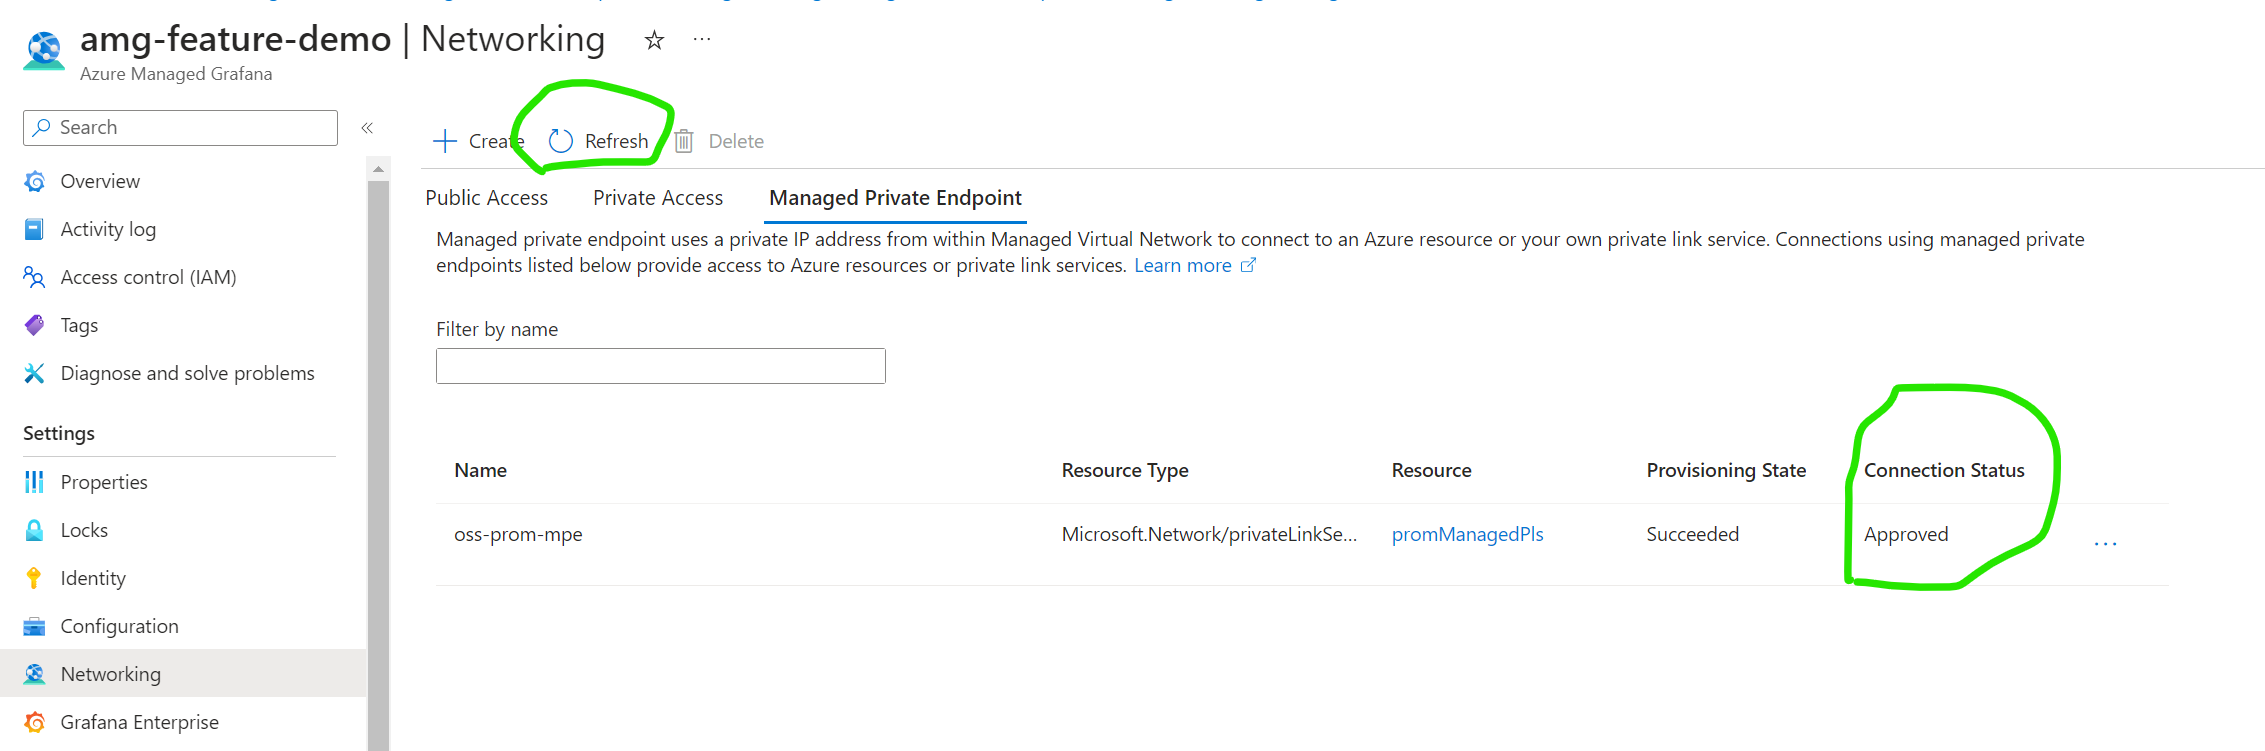 amg-feature-demo | Networking ☆ ...
Azure Managed Grafana
Search «
Overview
Activity log
Access control (IAM)
Tags
Diagnose and solve problems
Settings
Properties
Locks
Identity
Configuration
Networking
Grafana Enterprise
Create Refresh Delete
Public Access Private Access Managed Private Endpoint
Managed private endpoint uses a private IP address from within Managed Virtual Network to connect to an Azure resource or your own private link service. Connections using managed private
endpoints listed below provide access to Azure resources or private link services. Learn more
Filter by name
Name Resource Type Resource Provisioning State Connection Status
oss-prom-mpe Microsoft.Network/privateLinkSe... promManagedPls Succeeded Approved ...